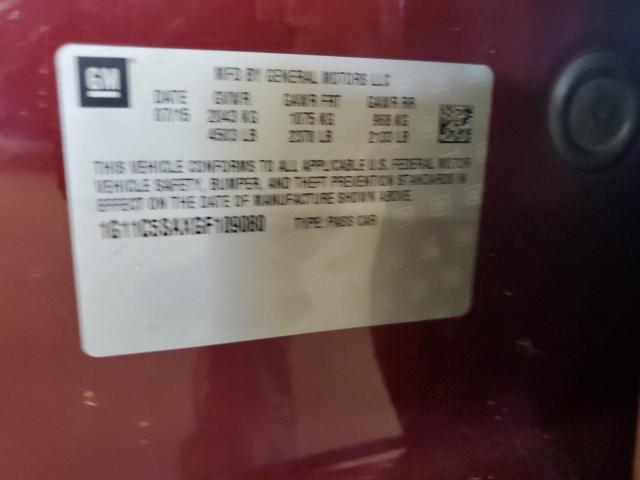 GM
MFD BY GENERAL MOTORS LLC
DATE GVWR GAWR FRT GAWR RR
07/15 2043 KG 1075 KG 968 KG
4503 LB 2370 LB 2133 LB
THIS VEHICLE CONFORMS TO ALL APPLICABLE U.S. FEDERAL MOTOR
VEHICLE SAFETY, BUMPER, AND THEFT PREVENTION STANDARDS IN
EFFECT ON THE DATE OF MANUFACTURE SHOWN ABOVE.
1G11C5SAXGF109080 TYPE: PASS CAR